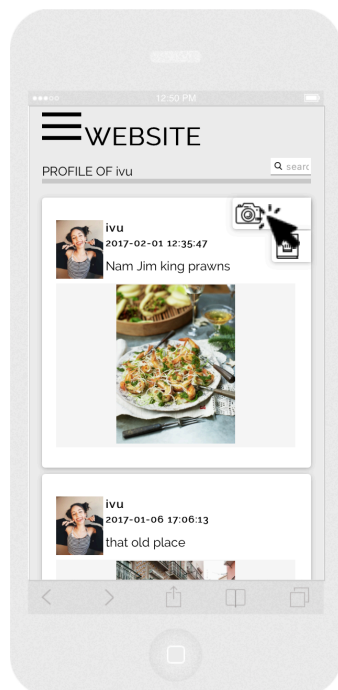 12:50 PM
WEBSITE
PROFILE OF ivu
searc
ivu
2017-02-01 12:35:47
Nam Jim king prawns
ivu
2017-01-06 17:06:13
that old place